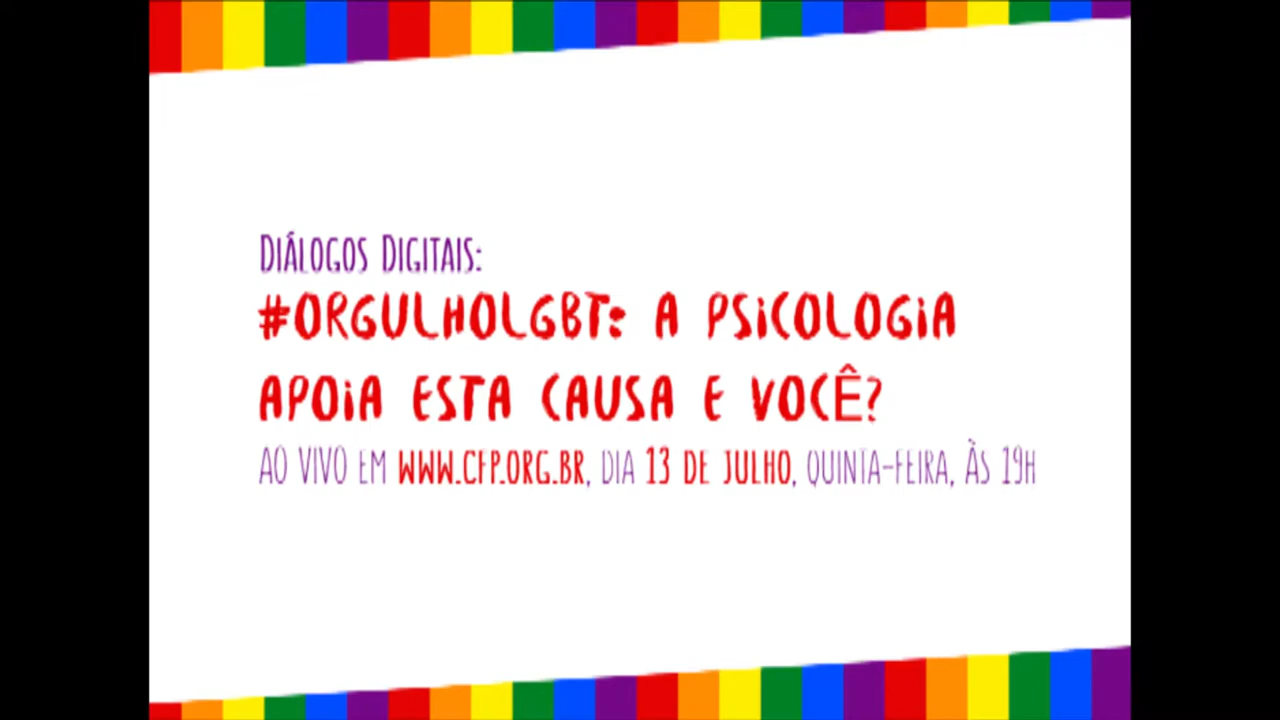 DIÁLOGOS DIGITAIS:
#ORGULHOLGBT: A PSICOLOGIA
APOIA ESTA CAUSA E VOCÊ?
AO VIVO EM WWW.CFP.ORG.BR, DIA 13 DE JULHO, QUINTA-FEIRA, ÀS 19H